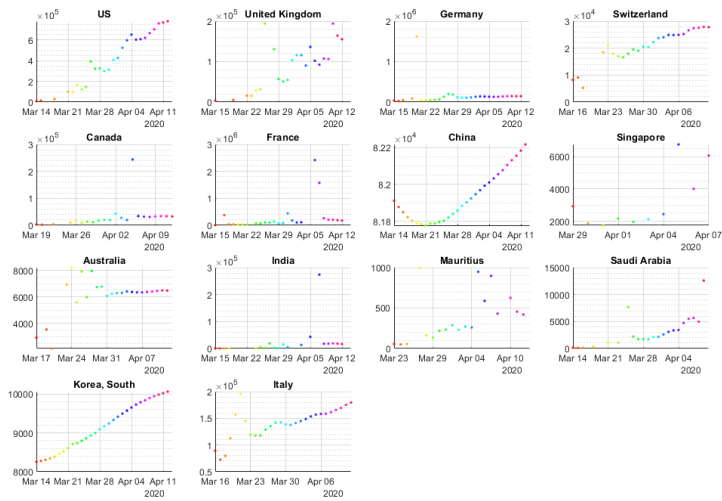 US
×10^5
6
4
2
0
Mar 14 Mar 21 Mar 28 Apr 04 Apr 11
2020
United Kingdom
×10^5
2
1
0
Mar 15 Mar 22 Mar 29 Apr 05 Apr 12
2020
Germany
×10^6
2
1
0
Mar 15 Mar 22 Mar 29 Apr 05 Apr 12
2020
Switzerland
×10^4
3
2
1
0
Mar 16 Mar 23 Mar 30 Apr 06
2020
Canada
×10^5
3
2
1
0
Mar 19 Mar 26 Apr 02 Apr 09
2020
France
×10^6
3
2
1
0
Mar 15 Mar 22 Mar 29 Apr 05 Apr 12
2020
China
×10^4
8.22
8.2
8.18
Mar 14 Mar 21 Mar 28 Apr 04 Apr 11
2020
Singapore
6000
4000
2000
Mar 29 Apr 01 Apr 04 Apr 07
2020
Australia
8000
6000
4000
Mar 17 Mar 24 Mar 31 Apr 07
2020
India
×10^5
3
2
1
0
Mar 15 Mar 22 Mar 29 Apr 05 Apr 12
2020
Mauritius
1000
500
0
Mar 23 Mar 29 Apr 04 Apr 10
2020
Saudi Arabia
15000
10000
5000
0
Mar 14 Mar 21 Mar 28 Apr 04
2020
Korea, South
10000
9000
8000
Mar 14 Mar 21 Mar 28 Apr 04 Apr 11
2020
Italy
×10^5
2
1.5
1
0.5
Mar 16 Mar 23 Mar 30 Apr 06
2020